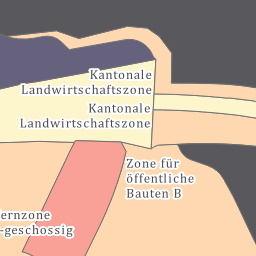 Kantonale
Landwirtschaftszone
Kantonale
Landwirtschaftszone
Zone für
öffentliche
Bauten B
ernzone
-geschossig